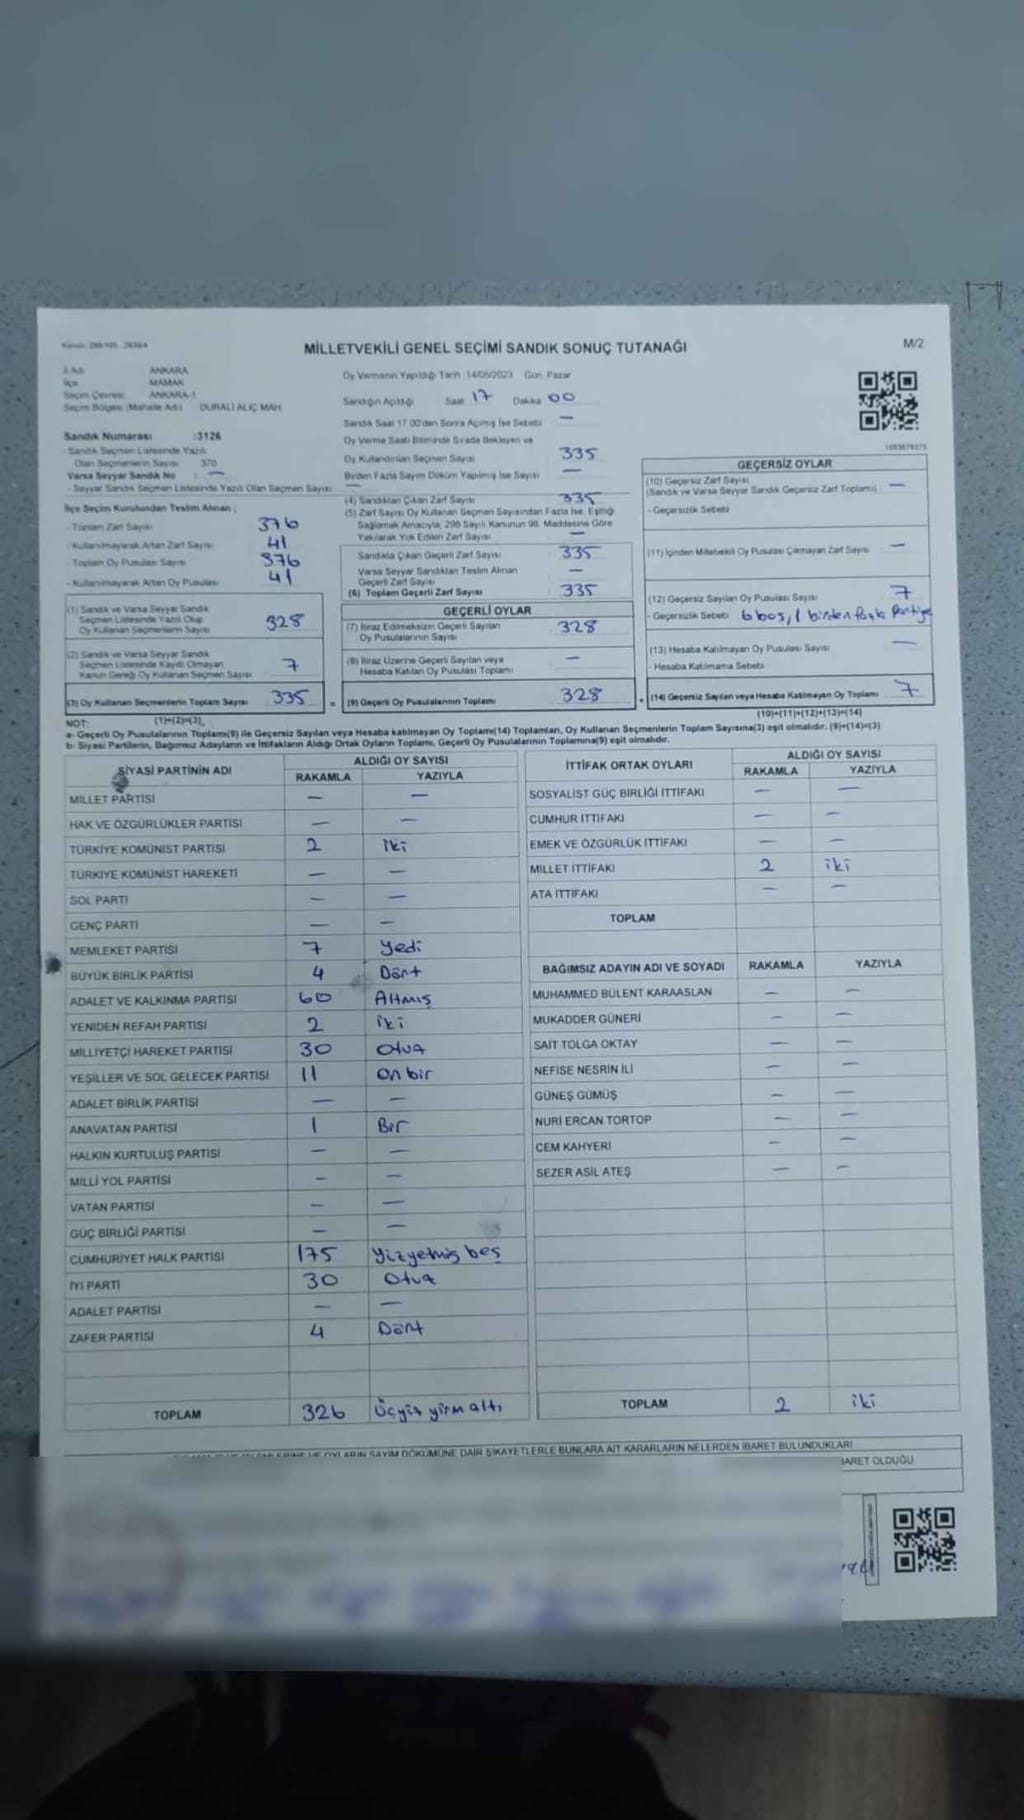 MİLLETVEKİLİ GENEL SEÇİMİ SANDIK SONUÇ TUTANAĞI
M/2
İl Adı ANKARA
İlçe MAMAK
Seçim Çevresi ANKARA-1
Seçim Bölgesi (Mahalle Adı) DURALİ ALIÇ MAH
Sandık Numarası :3126
Sandık Seçmen Listesinde Yazılı
Olan Seçmenlerin Sayısı 370
Varsa Seyyar Sandık No : —
- Seyyar Sandık Seçmen Listesinde Yazılı Olan Seçmen Sayısı
İlçe Seçim Kurulundan Teslim Alınan ;
- Toplam Zarf Sayısı 376
- Kullanılmayarak Artan Zarf Sayısı 41
- Toplam Oy Pusulası Sayısı 376
- Kullanılmayarak Artan Oy Pusulası 41
(1) Sandık ve Varsa Seyyar Sandık
Seçmen Listesinde Yazılı Olup
Oy Kullanan Seçmenlerin Sayısı 328
(2) Sandık ve Varsa Seyyar Sandık
Seçmen Listesinde Kaydı Olmayan
Kanun Gereği Oy Kullanan Seçmen Sayısı 7
(3) Oy Kullanan Seçmenlerin Toplam Sayısı 335
(1)+(2)=(3)
Oy Vermenin Yapıldığı Tarih :14/05/2023 Gün: Pazar
Sandığın Açıldığı Saat 17 Dakika 00
Sandık Saat 17.00'den Sonra Açılmış İse Sebebi —
Oy Verme Saati Bitiminde Sırada Bekleyen ve
Oy Kullandırılan Seçmen Sayısı 335
Birden Fazla Sayım Döküm Yapılmış İse Sayısı —
(4) Sandıktan Çıkan Zarf Sayısı 335
(5) Zarf Sayısı Oy Kullanan Seçmen Sayısından Fazla İse, Eşitliği
Sağlamak Amacıyla, 298 Sayılı Kanunun 98. Maddesine Göre
Yakılarak Yok Edilen Zarf Sayısı —
Sandıkta Çıkan Geçerli Zarf Sayısı 335
Varsa Seyyar Sandıktan Teslim Alınan
Geçerli Zarf Sayısı —
(6) Toplam Geçerli Zarf Sayısı 335
GEÇERLİ OYLAR
(7) İtiraz Edilmeksizin Geçerli Sayılan
Oy Pusulalarının Sayısı 328
(8) İtiraz Üzerine Geçerli Sayılan veya
Hesaba Katılan Oy Pusulası Toplamı —
(9) Geçerli Oy Pusulalarının Toplamı 328
GEÇERSİZ OYLAR
(10) Geçersiz Zarf Sayısı
(Sandık ve Varsa Seyyar Sandık Geçersiz Zarf Toplamı) —
- Geçersizlik Sebebi
(11) İçinden Milletvekili Oy Pusulası Çıkmayan Zarf Sayısı —
(12) Geçersiz Sayılan Oy Pusulası Sayısı 7
- Geçersizlik Sebebi 6 boş, 1 birden fazla partiye
(13) Hesaba Katılmayan Oy Pusulası Sayısı —
- Hesaba Katılmama Sebebi
(14) Geçersiz Sayılan veya Hesaba Katılmayan Oy Toplamı 7
(10)+(11)+(12)+(13)=(14)
NOT:
a- Geçerli Oy Pusulalarının Toplamı(9) ile Geçersiz Sayılan veya Hesaba katılmayan Oy Toplamı(14) Toplamları, Oy Kullanan Seçmenlerin Toplam Sayısına(3) eşit olmalıdır. (9)+(14)=(3)
b- Siyasi Partilerin, Bağımsız Adayların ve İttifakların Aldığı Ortak Oyların Toplamı, Geçerli Oy Pusulalarının Toplamına(9) eşit olmalıdır.
SİYASİ PARTİNİN ADI ALDIĞI OY SAYISI
RAKAMLA YAZIYLA
MİLLET PARTİSİ — —
HAK VE ÖZGÜRLÜKLER PARTİSİ — —
TÜRKİYE KOMÜNİST PARTİSİ 2 iki
TÜRKİYE KOMÜNİST HAREKETİ — —
SOL PARTİ — —
GENÇ PARTİ — —
MEMLEKET PARTİSİ 7 Yedi
BÜYÜK BİRLİK PARTİSİ 4 Dört
ADALET VE KALKINMA PARTİSİ 60 Altmış
YENİDEN REFAH PARTİSİ 2 iki
MİLLİYETÇİ HAREKET PARTİSİ 30 Otuz
YEŞİLLER VE SOL GELECEK PARTİSİ 11 On bir
ADALET BİRLİK PARTİSİ — —
ANAVATAN PARTİSİ 1 Bir
HALKIN KURTULUŞ PARTİSİ — —
MİLLİ YOL PARTİSİ — —
VATAN PARTİSİ — —
GÜÇ BİRLİĞİ PARTİSİ — —
CUMHURİYET HALK PARTİSİ 175 Yüzyetmiş beş
İYİ PARTİ 30 Otuz
ADALET PARTİSİ — —
ZAFER PARTİSİ 4 Dört
TOPLAM 326 Üçyüz yirmi altı
İTTİFAK ORTAK OYLARI ALDIĞI OY SAYISI
RAKAMLA YAZIYLA
SOSYALİST GÜÇ BİRLİĞİ İTTİFAKI — —
CUMHUR İTTİFAKI — —
EMEK VE ÖZGÜRLÜK İTTİFAKI — —
MİLLET İTTİFAKI 2 iki
ATA İTTİFAKI — —
TOPLAM
BAĞIMSIZ ADAYIN ADI VE SOYADI RAKAMLA YAZIYLA
MUHAMMED BÜLENT KARAASLAN — —
MUKADDER GÜNERİ — —
SAİT TOLGA OKTAY — —
NEFİSE NESRİN İLİ — —
GÜNEŞ GÜMÜŞ — —
NURİ ERCAN TORTOP — —
CEM KAHYERİ — —
SEZER ASİL ATEŞ — —
TOPLAM 2 iki
OYLARIN SAYIM DÖKÜMÜNE DAİR ŞİKAYETLERLE BUNLARA AİT KARARLARIN NELERDEN İBARET BULUNDUKLARI
OLDUĞU